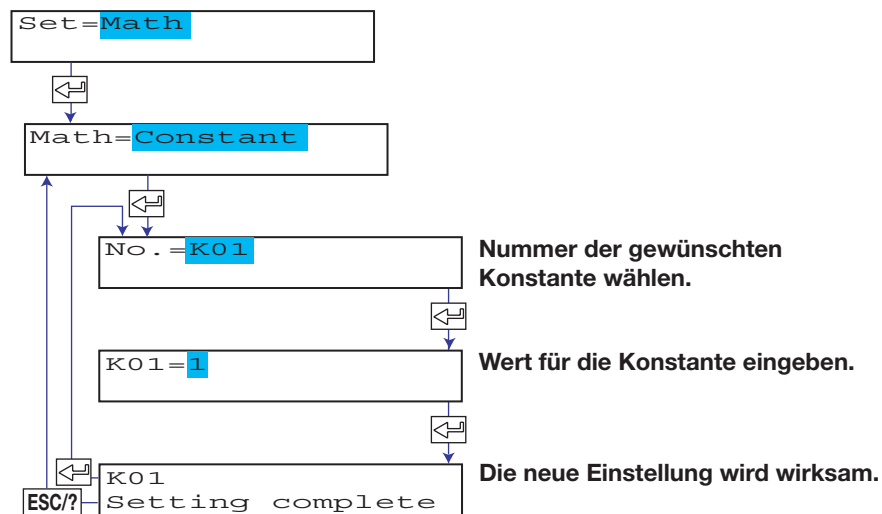 Set=Math
Math=Constant
No.=K01
Nummer der gewünschten
Konstante wählen.
K01=1
Wert für die Konstante eingeben.
K01
Setting complete
Die neue Einstellung wird wirksam.
ESC/?